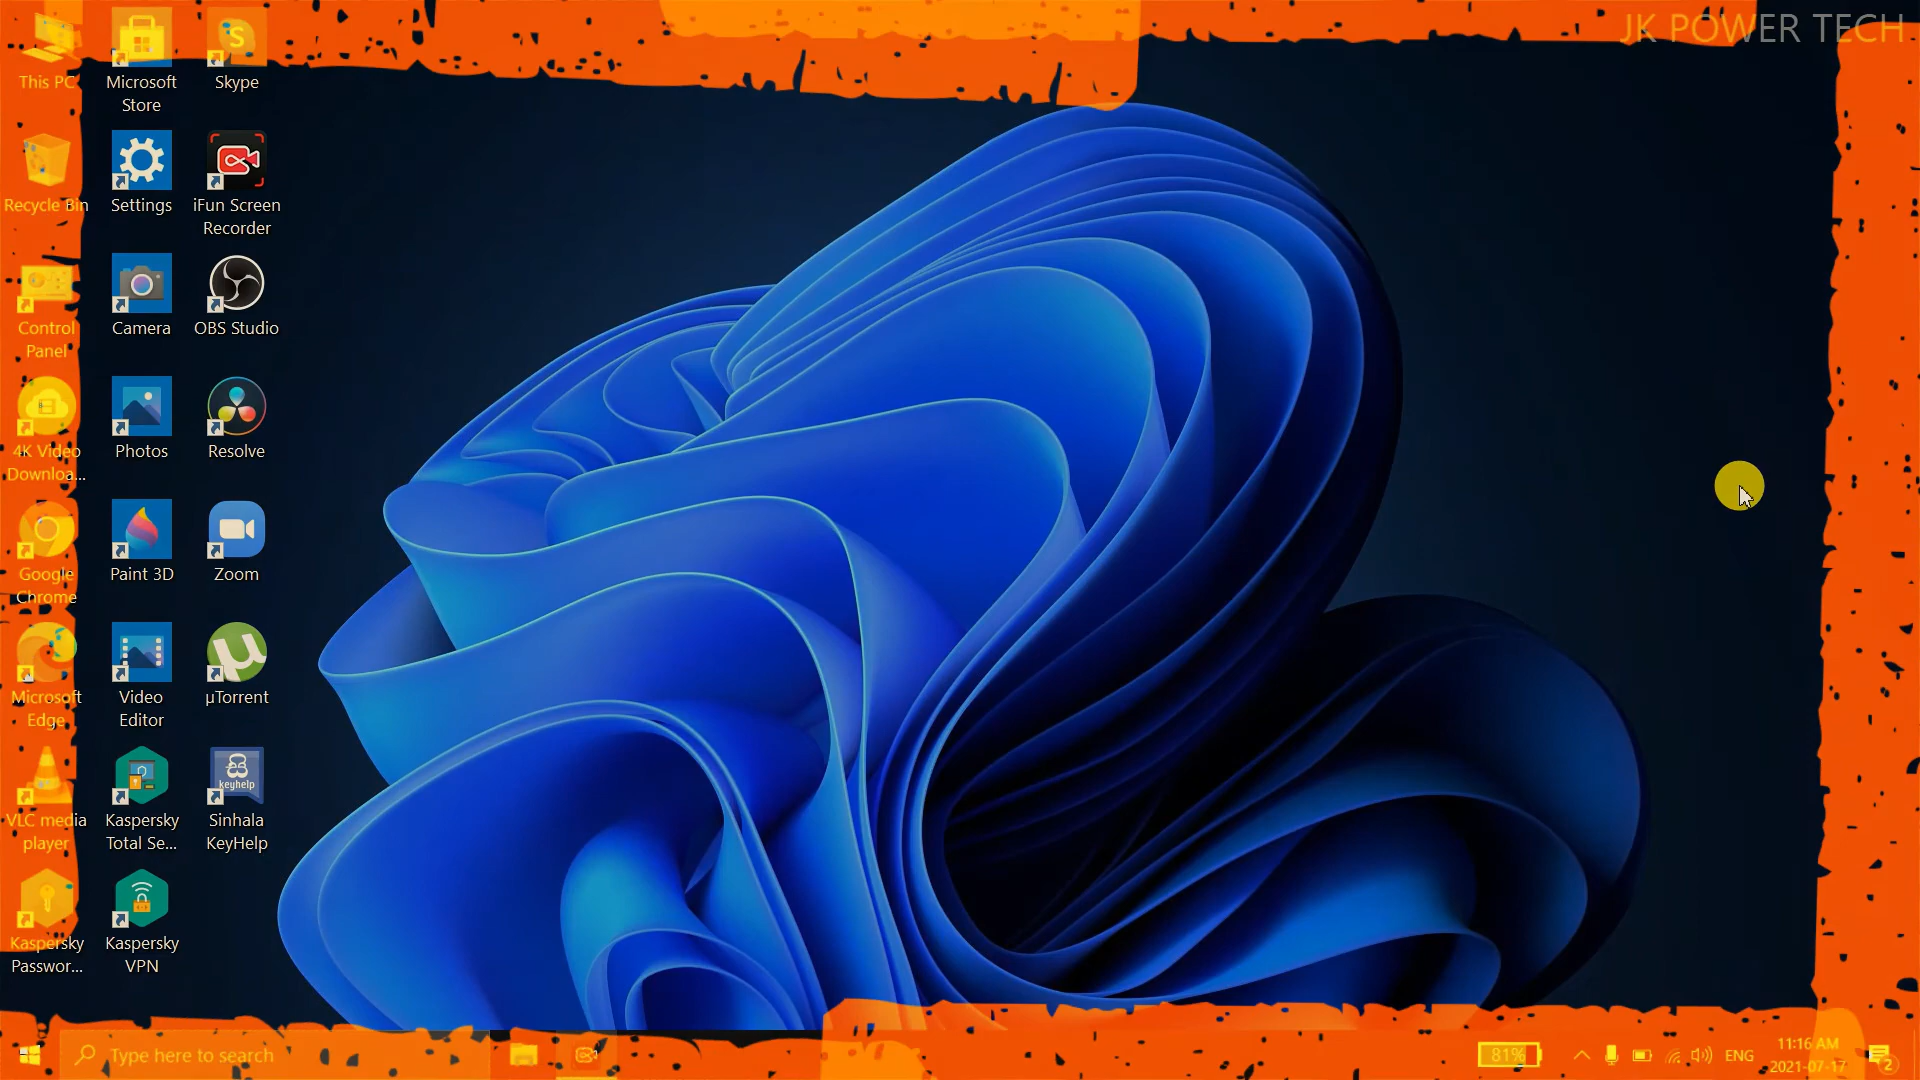 JK POWER TECH
This PC
Microsoft
Store
S
Skype
Recycle Bin
Settings
iFun Screen
Recorder
Control
Panel
Camera
OBS Studio
4K Video
Downloa...
Photos
Resolve
Google
Chrome
Paint 3D
Zoom
Microsoft
Edge
Video
Editor
µ
µTorrent
VLC media
player
Kaspersky
Total Se...
keyhelp
Sinhala
KeyHelp
Kaspersky
Passwor...
Kaspersky
VPN
Type here to search
81%
ENG
11:16 AM
2021-07-17
2